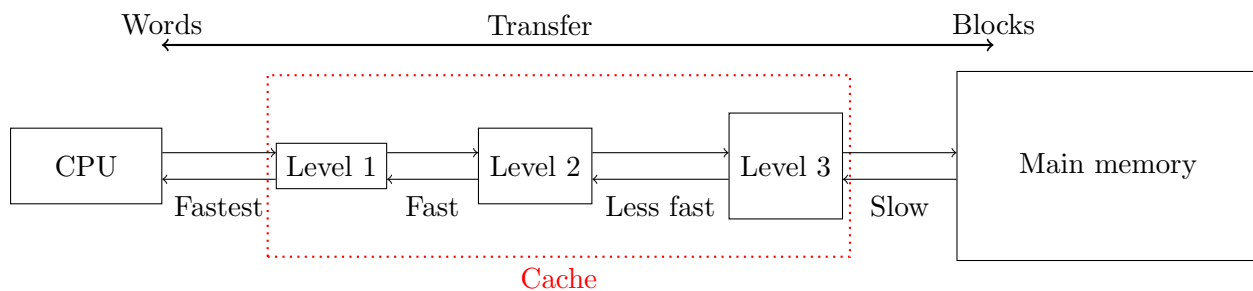 Words Transfer Blocks
CPU Level 1 Level 2 Level 3 Main memory
Fastest Fast Less fast Slow
Cache